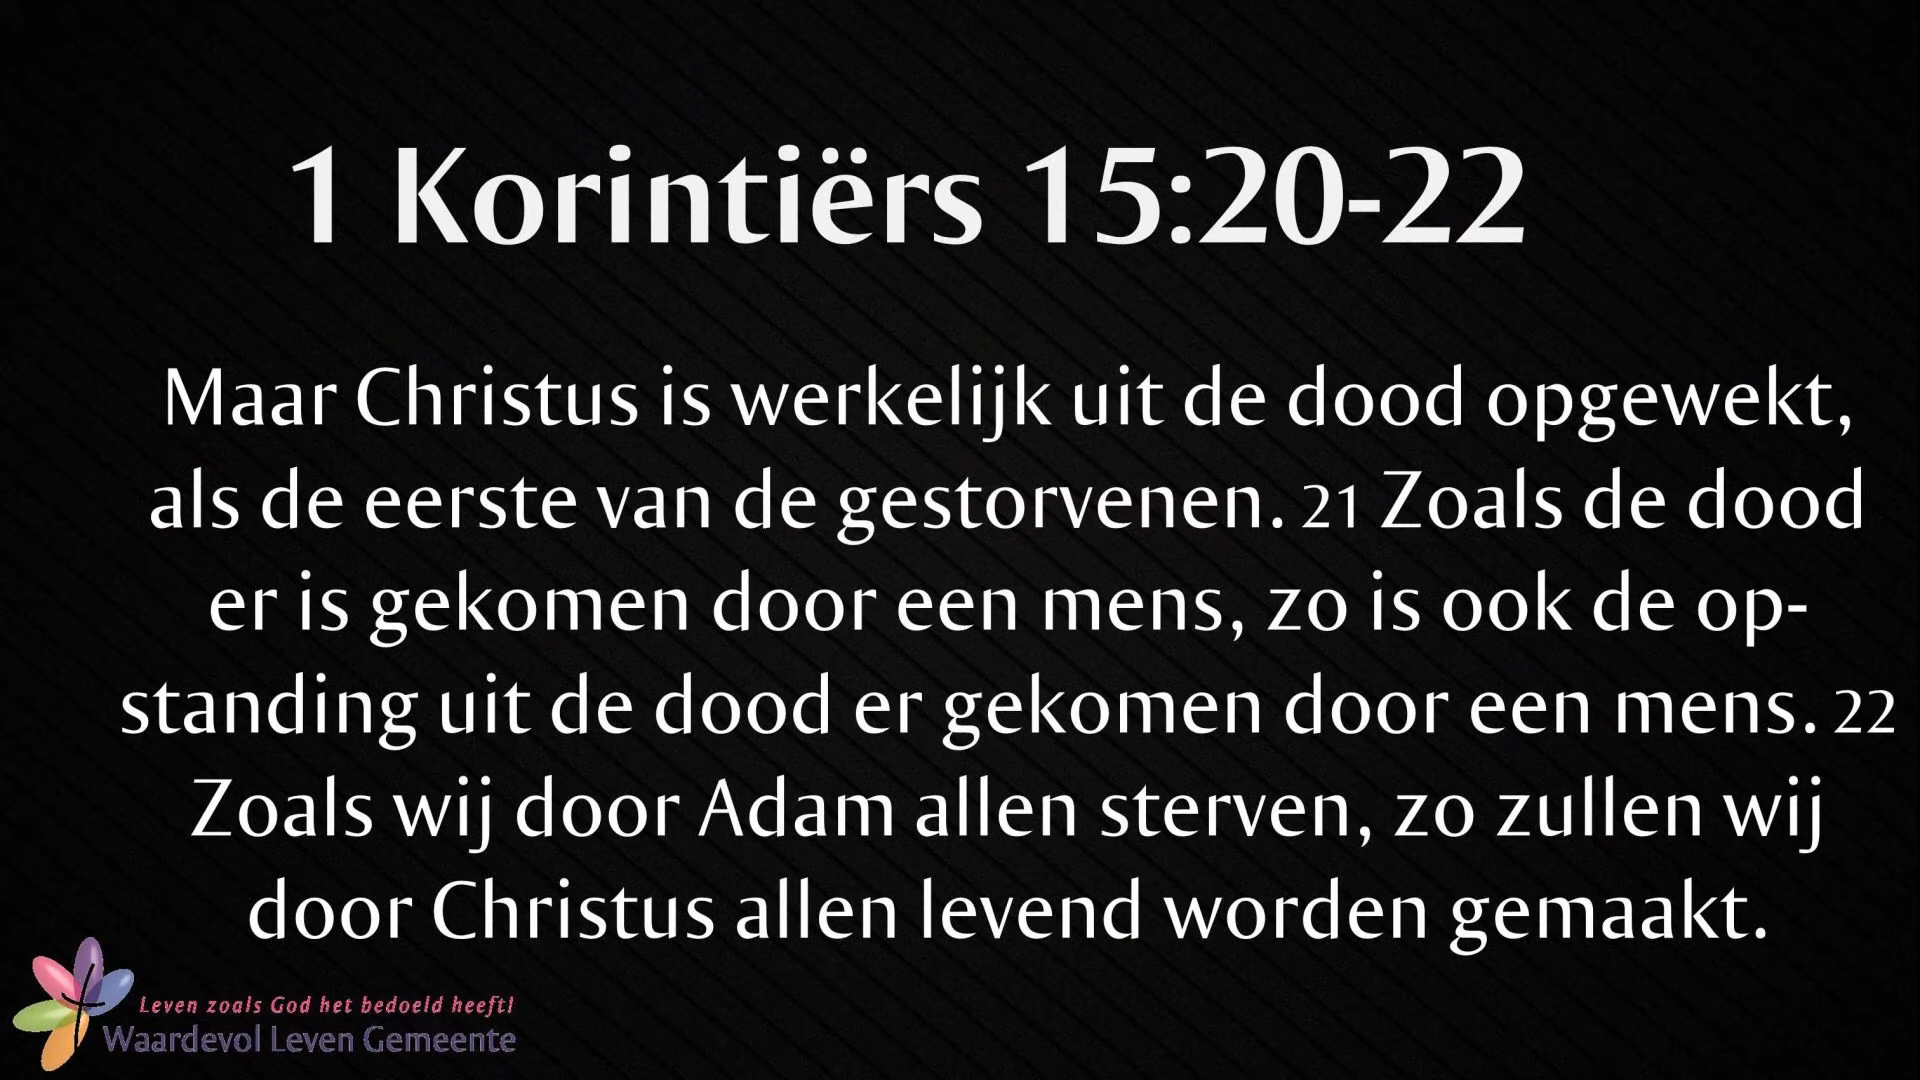 1 Korintiërs 15:20-22
Maar Christus is werkelijk uit de dood opgewekt,
als de eerste van de gestorvenen. 21 Zoals de dood
er is gekomen door een mens, zo is ook de op-
standing uit de dood er gekomen door een mens. 22
Zoals wij door Adam allen sterven, zo zullen wij
door Christus allen levend worden gemaakt.
Leven zoals God het bedoeld heeft!
Waardevol Leven Gemeente